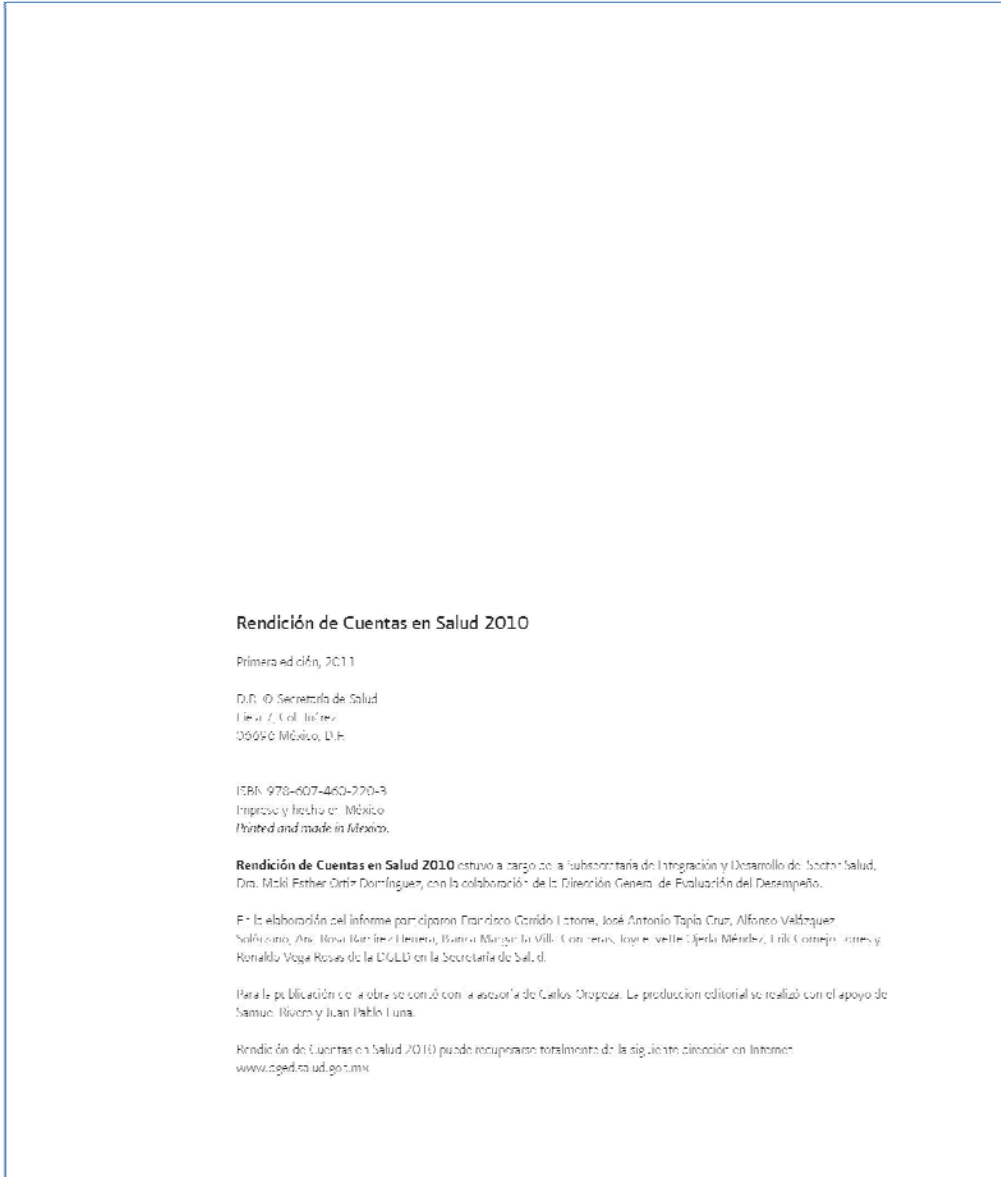 Rendición de Cuentas en Salud 2010
Primera edición, 2011
D.R. © Secretaría de Salud
Lieja 7, Col. Juárez
México, D.F.
ISBN 978-607-460-220-3
Impreso y hecho en México
Printed and made in Mexico.
Rendición de Cuentas en Salud 2010 estuvo a cargo de la Subsecretaría de Integración y Desarrollo del Sector Salud,
Dra. Maki Esther Ortiz Domínguez, con la colaboración de la Dirección General de Evaluación del Desempeño.
En la elaboración del informe participaron Francisco Garrido Latorre, José Antonio Tapia Cruz, Alfonso Velázquez
Solórzano, Ana Rosa Ramírez Herrera, Bianca Margarita Villa Contreras, Joyce Ivette Ojeda Méndez, Erik Cornejo Torres y
Ronaldo Vega Rosas de la DGED en la Secretaría de Salud.
Para la publicación de la obra se contó con la asesoría de Carlos Oropeza. La producción editorial se realizó con el apoyo de
Samuel Rivero y Juan Pablo Luna.
Rendición de Cuentas en Salud 2010 puede recuperarse totalmente de la siguiente dirección en Internet
www.dged.salud.gob.mx